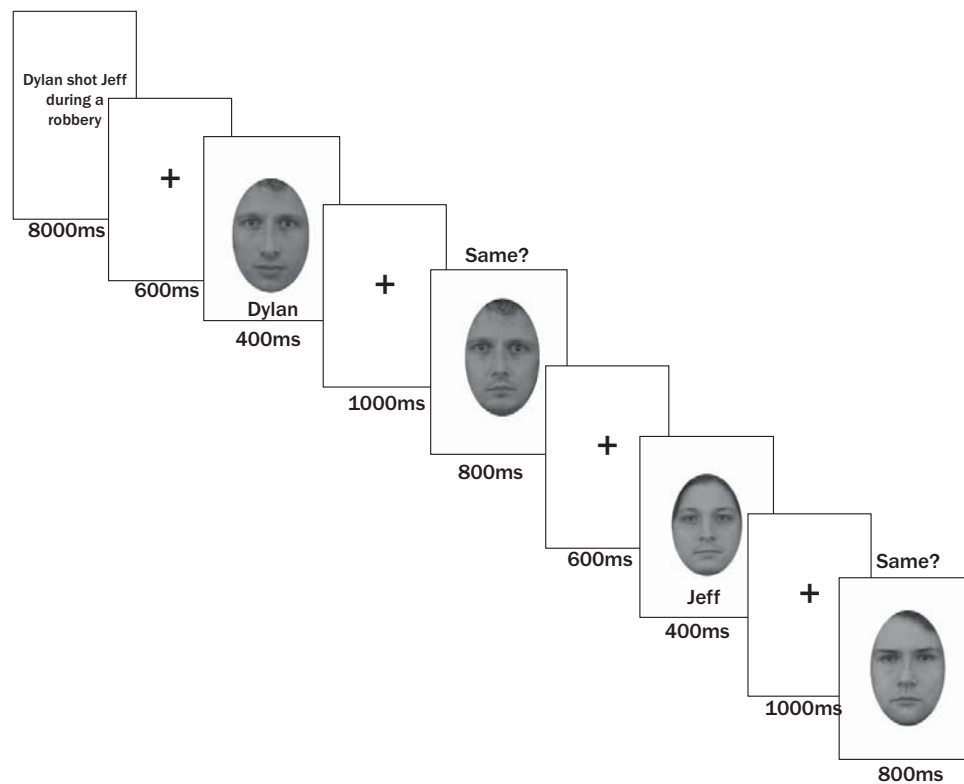 Dylan shot Jeff
during a
robbery
8000ms
+
600ms
Dylan
400ms
+
1000ms
Same?
800ms
+
600ms
Jeff
400ms
+
1000ms
Same?
800ms